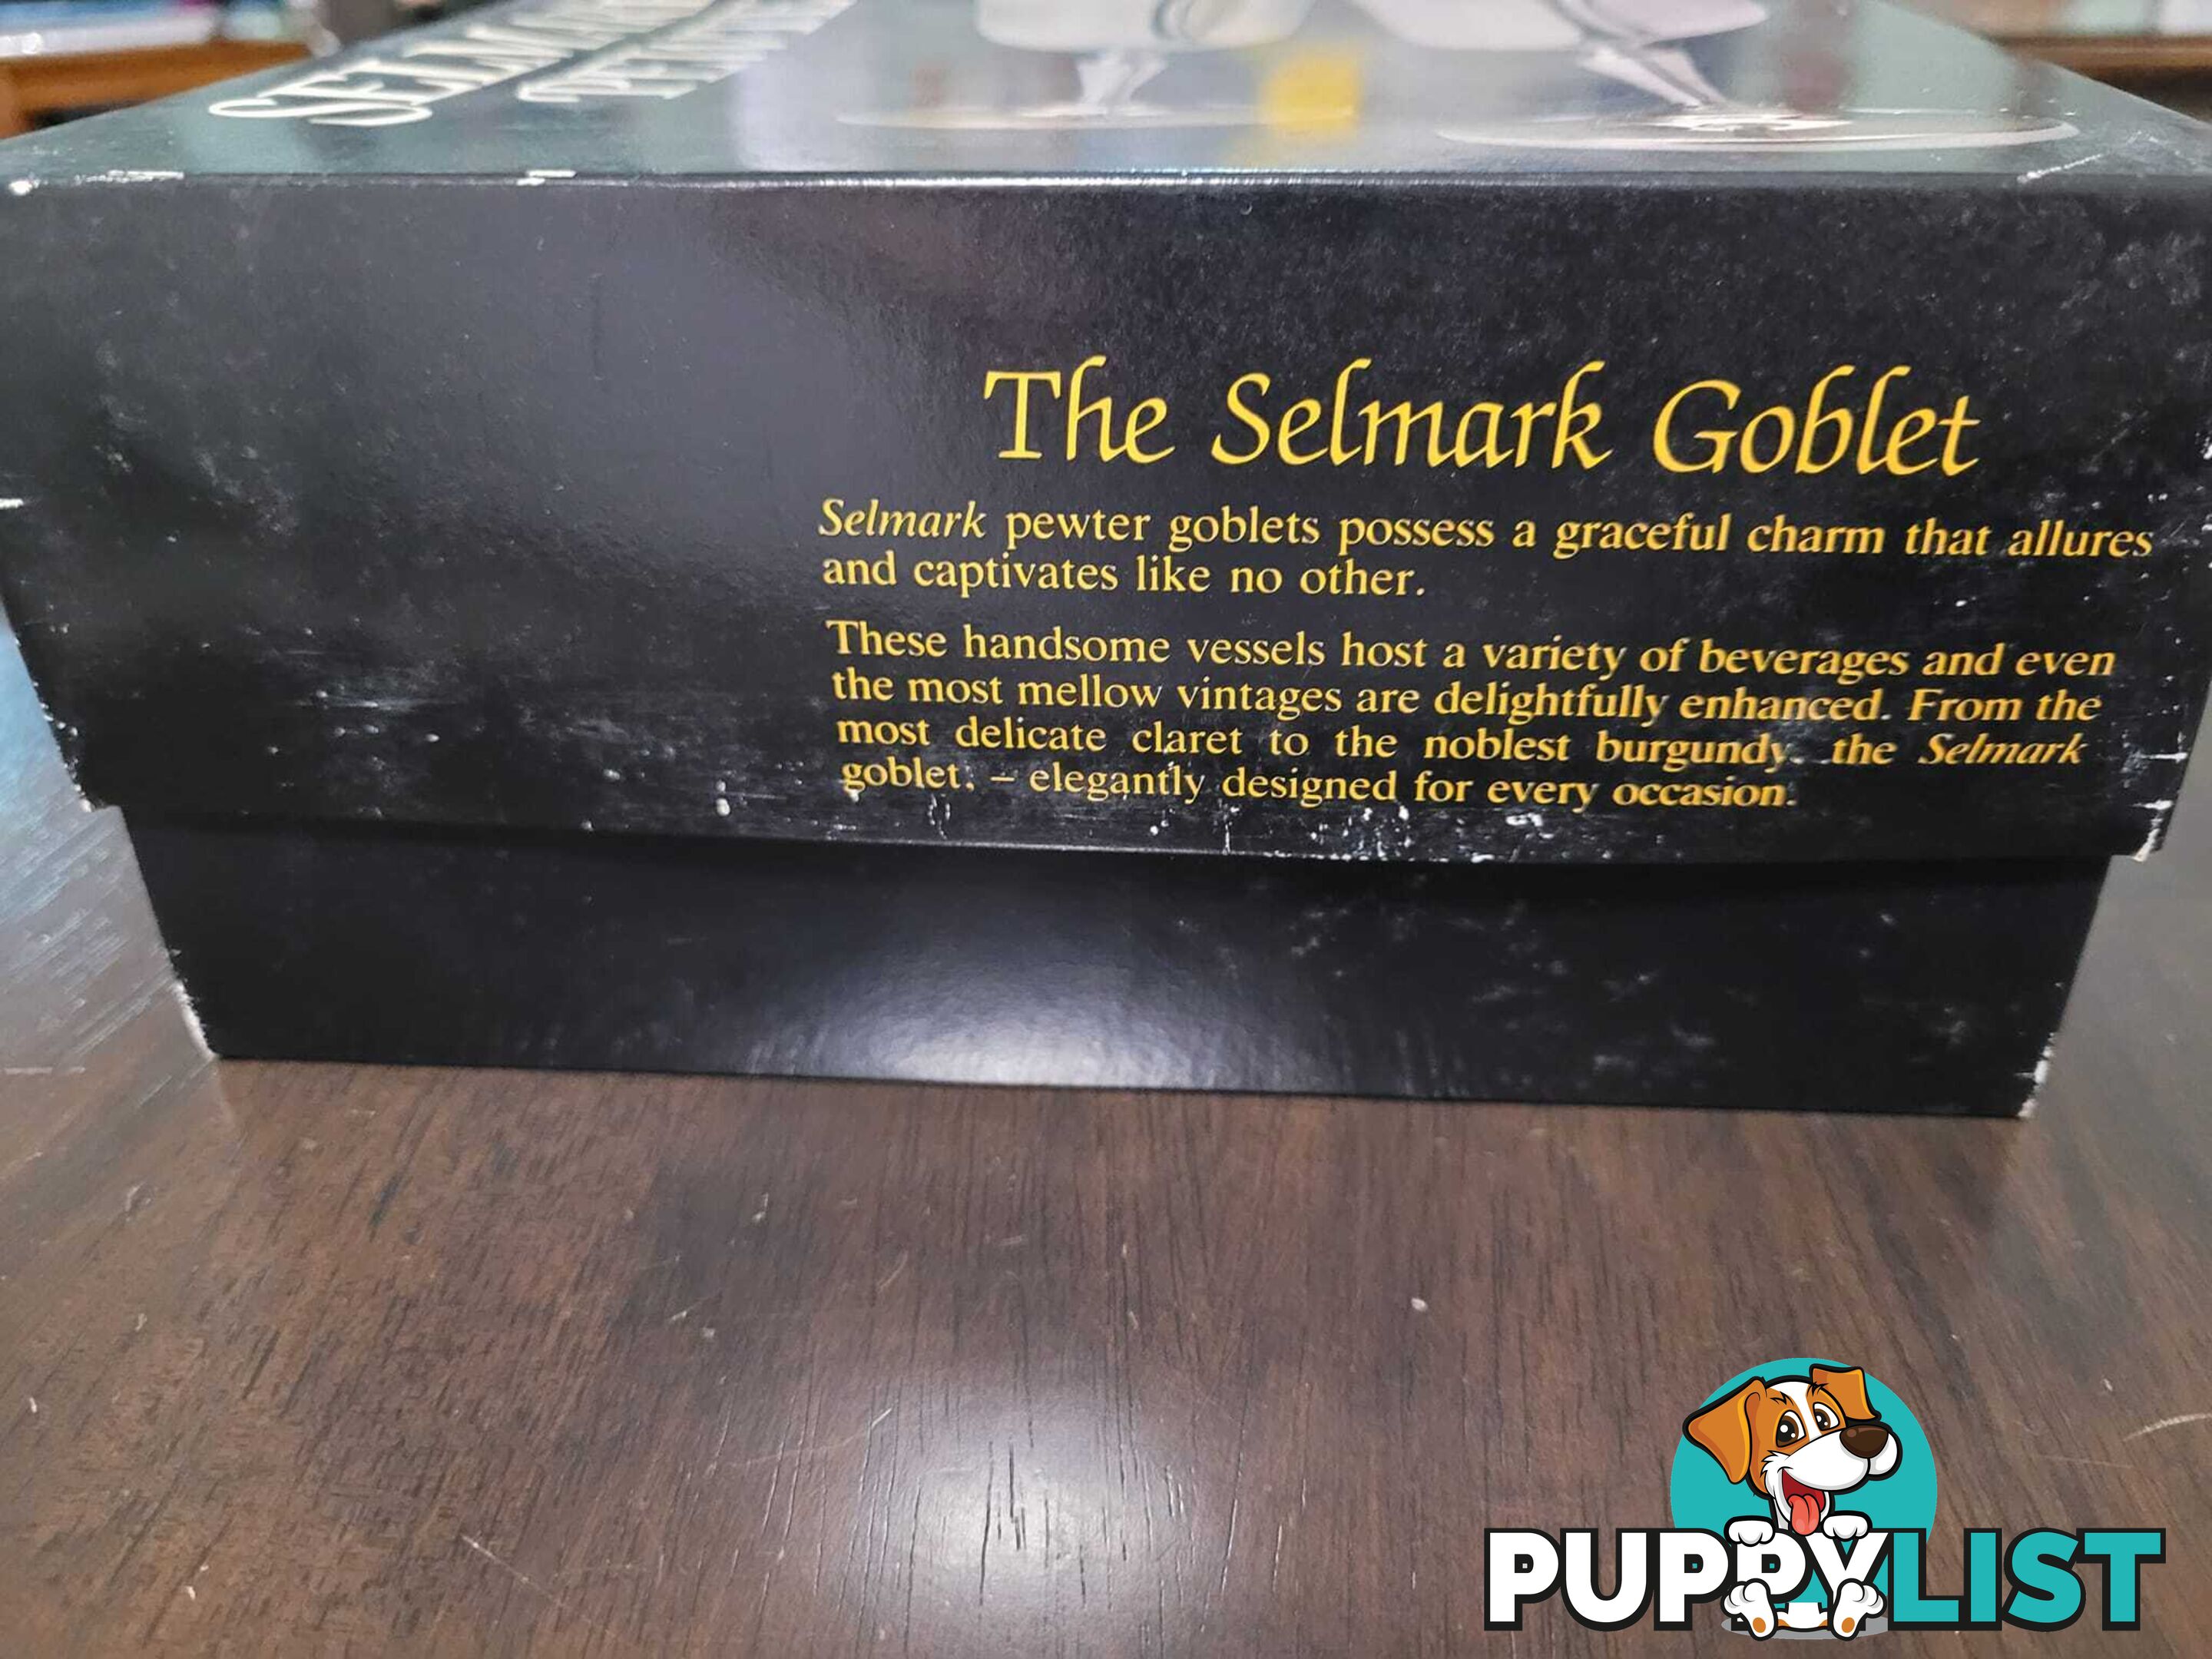 The Selmark Goblet
Selmark pewter goblets possess a graceful charm that allures
and captivates like no other.
These handsome vessels host a variety of beverages and even
the most mellow vintages are delightfully enhanced. From the
most delicate claret to the noblest burgundy, the Selmark
goblet, – elegantly designed for every occasion.
PUPPYLIST